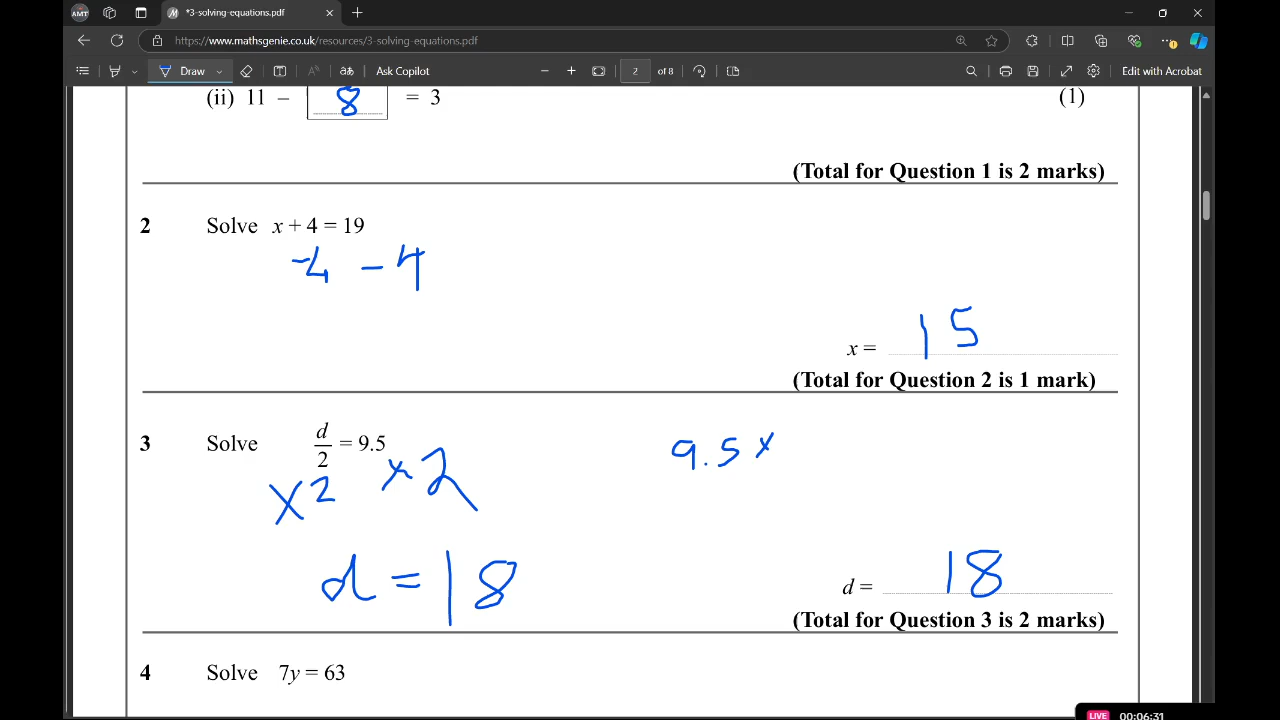 AMT
*3-solving-equations.pdf
https://www.mathsgenie.co.uk/resources/3-solving-equations.pdf
Draw
Ask Copilot
2 of 8
Edit with Acrobat
(ii) 11 – 8 = 3 (1)
(Total for Question 1 is 2 marks)
2 Solve x + 4 = 19
-4 -4
x = 15
(Total for Question 2 is 1 mark)
3 Solve d/2 = 9.5
9.5 x
x2 x2
d = 18
d = 18
(Total for Question 3 is 2 marks)
4 Solve 7y = 63
LIVE 00:06:31